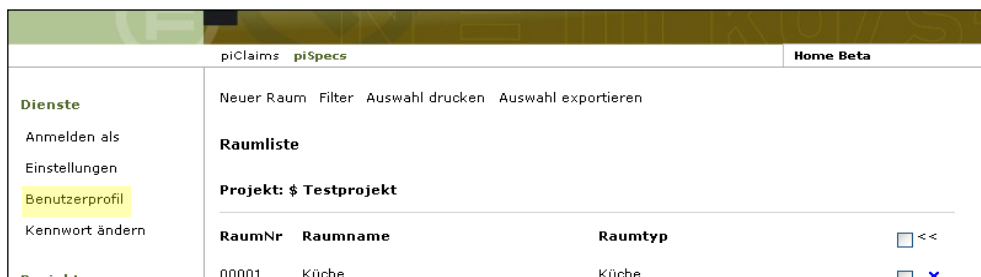 piClaims piSpecs Home Beta
Dienste
Neuer Raum Filter Auswahl drucken Auswahl exportieren
Anmelden als
Raumliste
Einstellungen
Benutzerprofil
Projekt: $ Testprojekt
Kennwort ändern
RaumNr Raumname Raumtyp <<
00001 Küche Küche